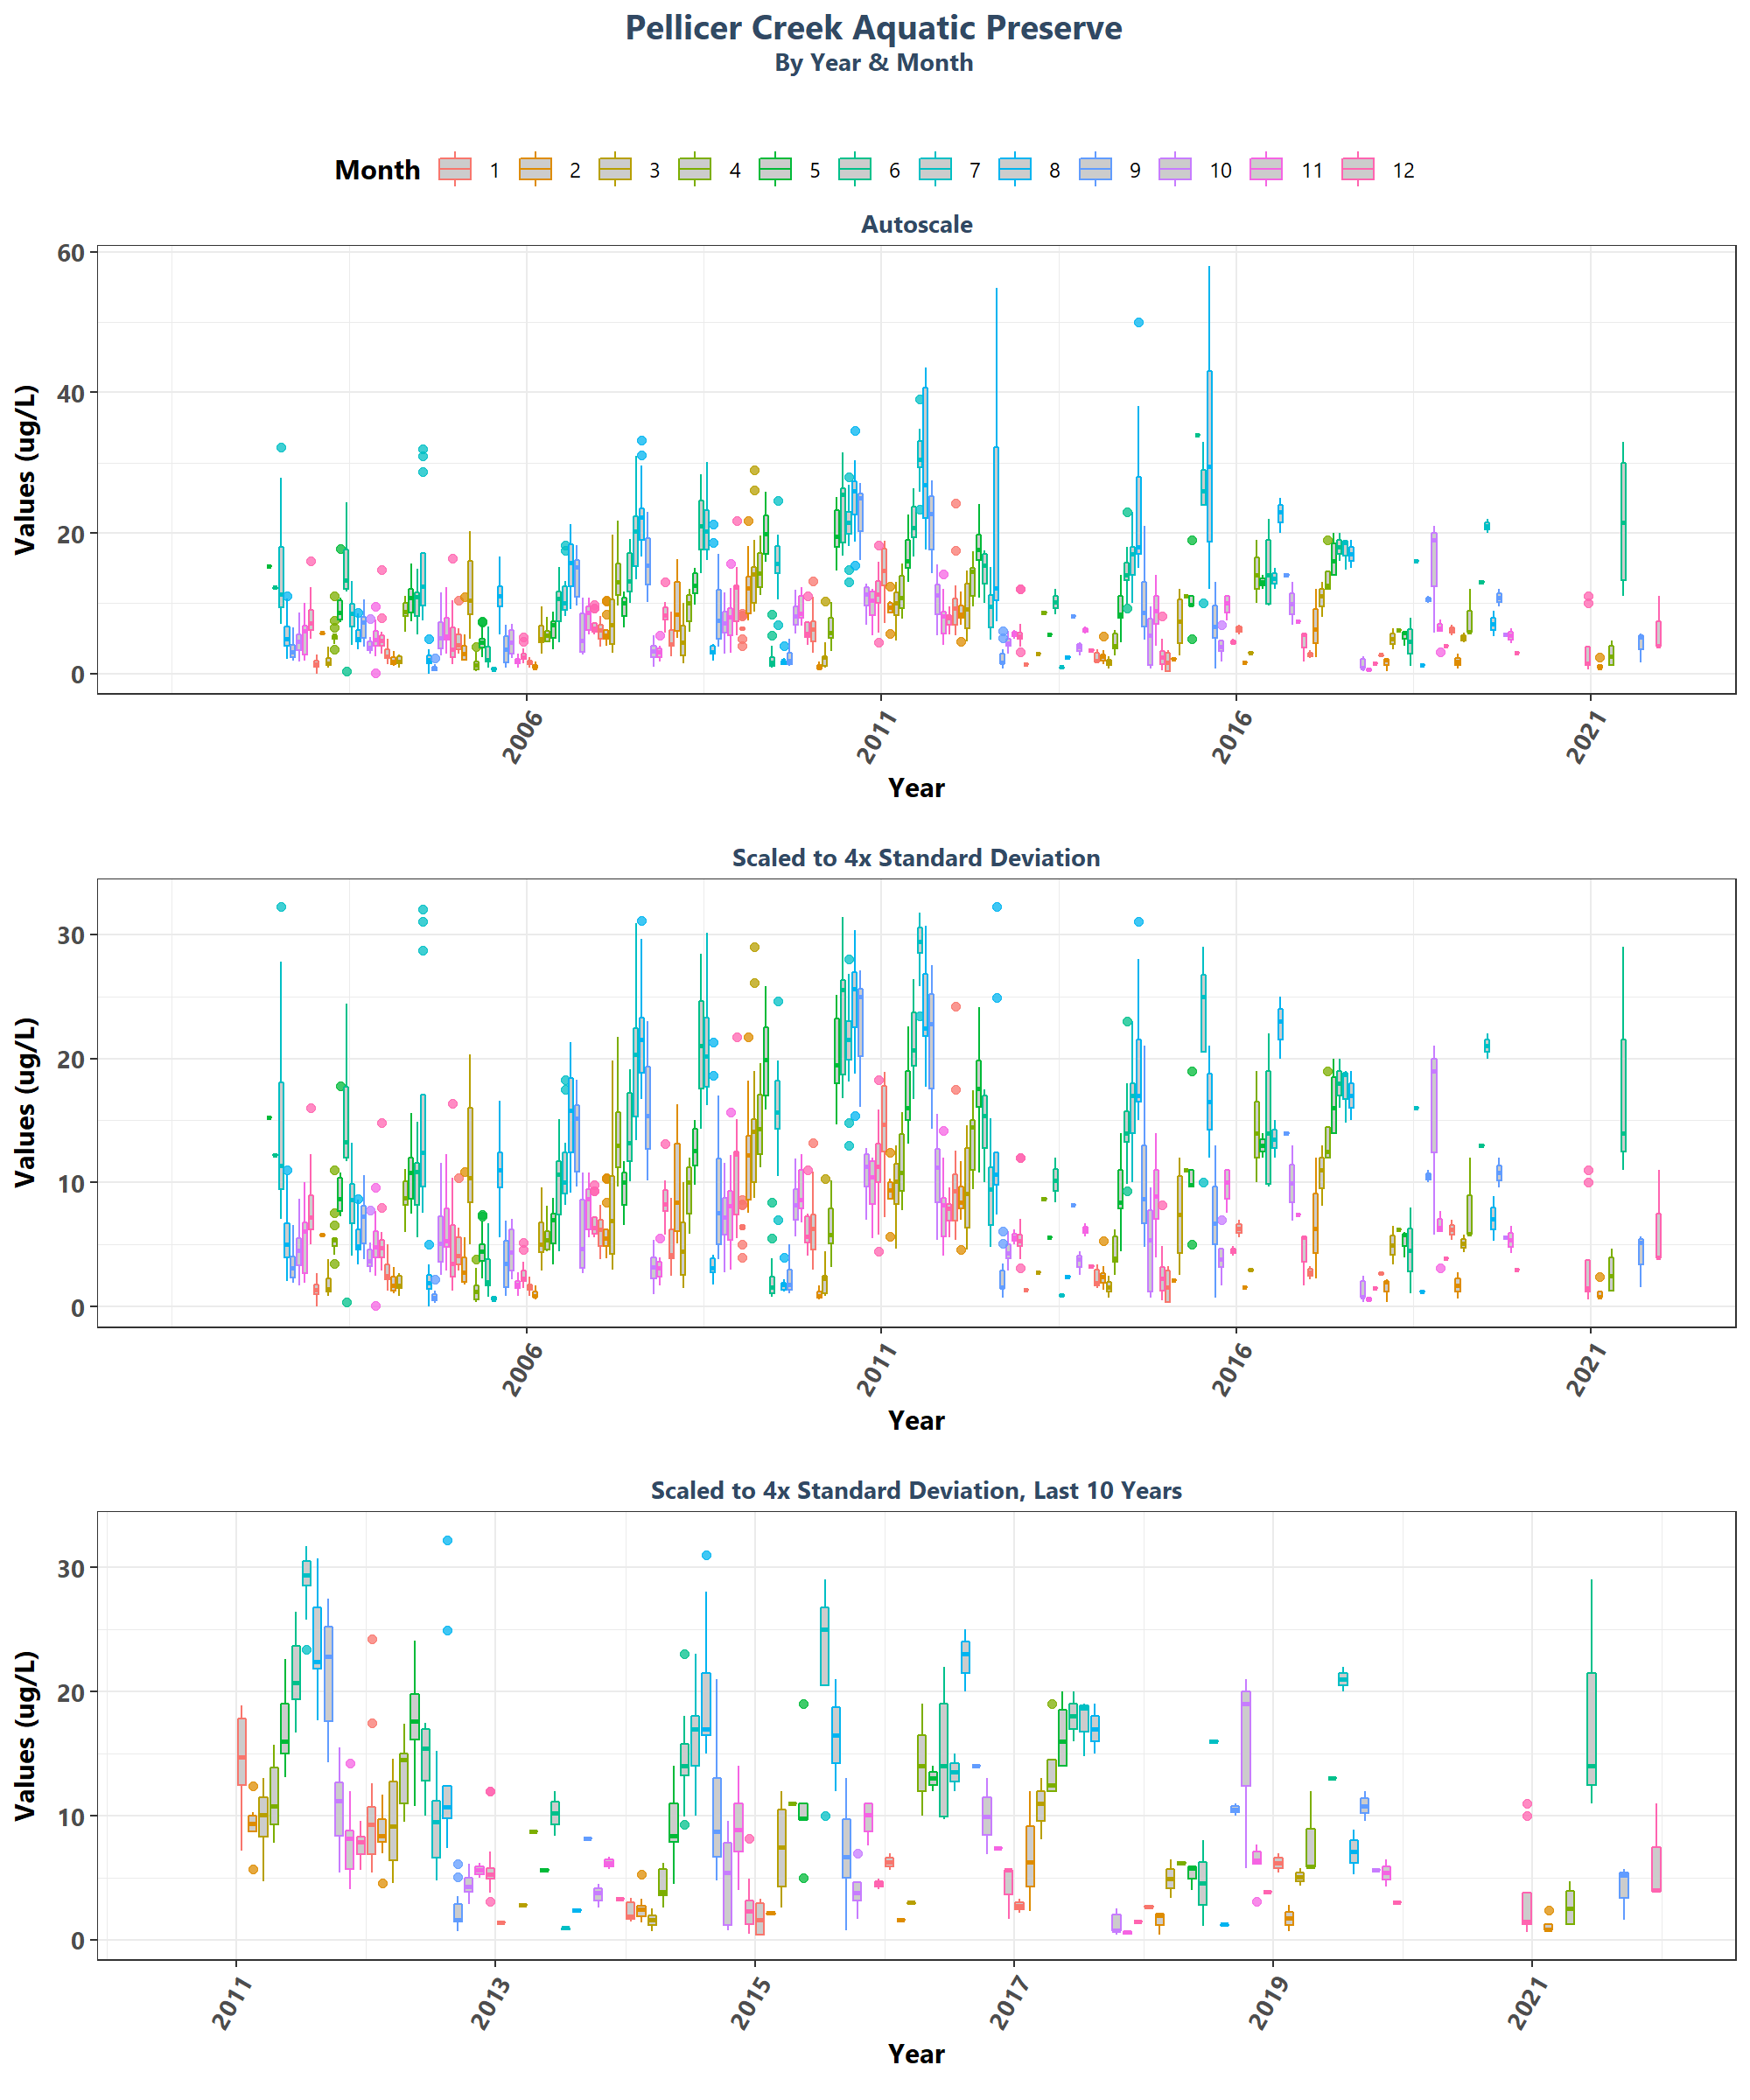 Pellicer Creek Aquatic Preserve
By Year & Month
Month 1 2 3 4 5 6 7 8 9 10 11 12
Autoscale
Values (ug/L)
60
40
20
0
2006 2011 2016 2021
Year
Scaled to 4x Standard Deviation
Values (ug/L)
30
20
10
0
2006 2011 2016 2021
Year
Scaled to 4x Standard Deviation, Last 10 Years
Values (ug/L)
30
20
10
0
2011 2013 2015 2017 2019 2021
Year